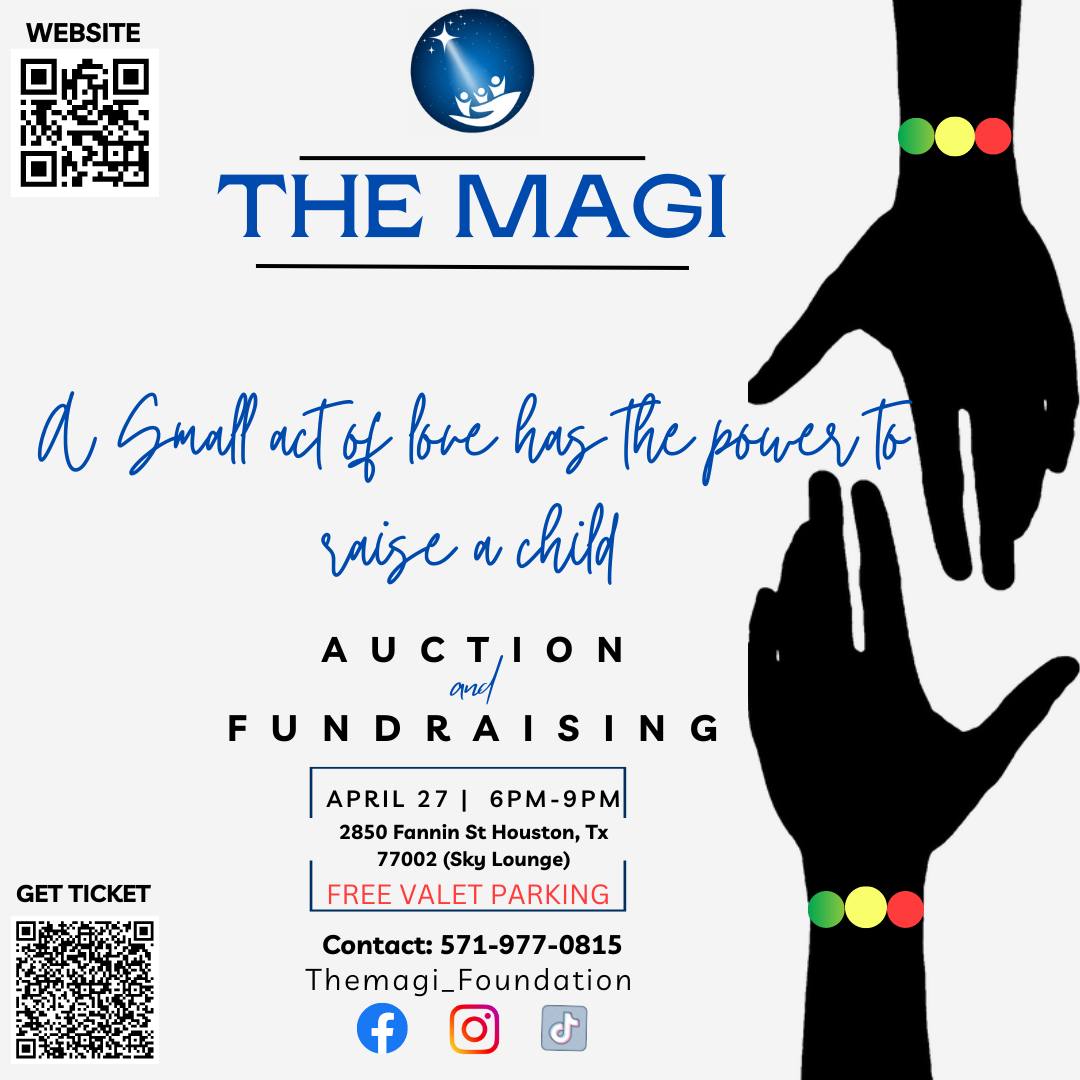 WEBSITE
THE MAGI
A Small act of love has the power to
raise a child
AUCTION
and
FUNDRAISING
APRIL 27 | 6PM-9PM
2850 Fannin St Houston, Tx
77002 (Sky Lounge)
FREE VALET PARKING
GET TICKET
Contact: 571-977-0815
Themagi_Foundation